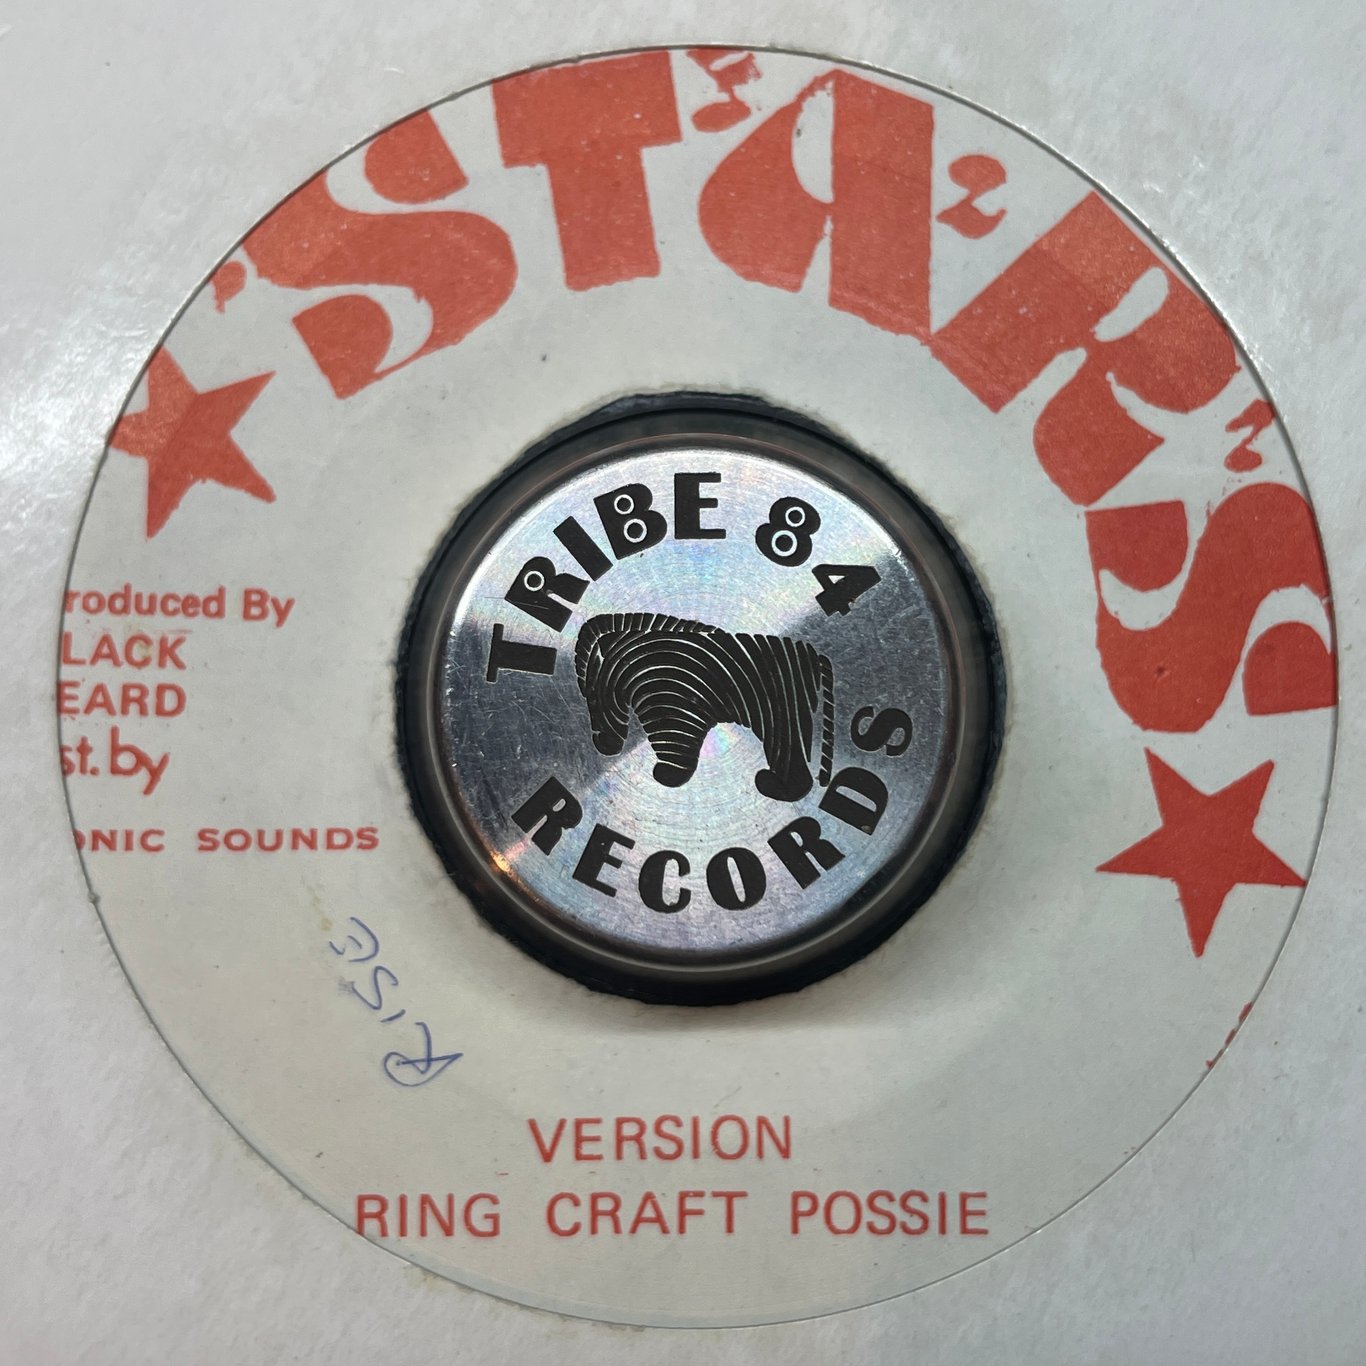 STARS
TRIBE 84
RECORDS
roduced By
LACK
EARD
st. by
ONIC SOUNDS
RISE
VERSION
RING CRAFT POSSIE